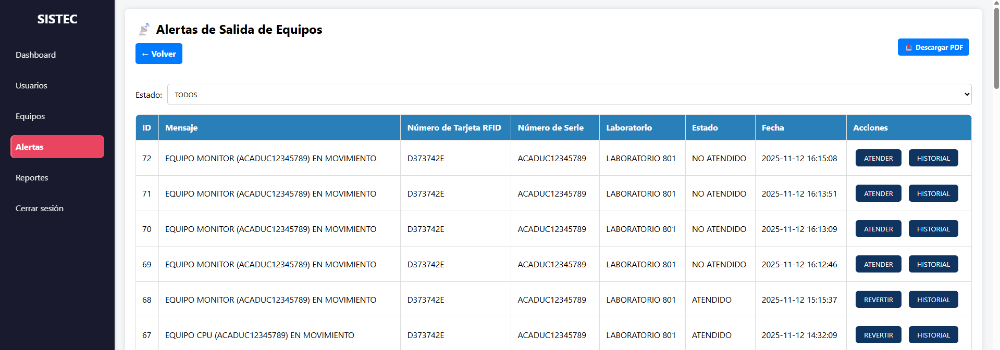 SISTEC
Dashboard
Usuarios
Equipos
Alertas
Reportes
Cerrar sesión
Alertas de Salida de Equipos
← Volver
Descargar PDF
Estado: TODOS
ID Mensaje Número de Tarjeta RFID Número de Serie Laboratorio Estado Fecha Acciones
72 EQUIPO MONITOR (ACADUC12345789) EN MOVIMIENTO D373742E ACADUC12345789 LABORATORIO 801 NO ATENDIDO 2025-11-12 16:15:08 ATENDER HISTORIAL
71 EQUIPO MONITOR (ACADUC12345789) EN MOVIMIENTO D373742E ACADUC12345789 LABORATORIO 801 NO ATENDIDO 2025-11-12 16:13:51 ATENDER HISTORIAL
70 EQUIPO MONITOR (ACADUC12345789) EN MOVIMIENTO D373742E ACADUC12345789 LABORATORIO 801 NO ATENDIDO 2025-11-12 16:13:09 ATENDER HISTORIAL
69 EQUIPO MONITOR (ACADUC12345789) EN MOVIMIENTO D373742E ACADUC12345789 LABORATORIO 801 NO ATENDIDO 2025-11-12 16:12:46 ATENDER HISTORIAL
68 EQUIPO MONITOR (ACADUC12345789) EN MOVIMIENTO D373742E ACADUC12345789 LABORATORIO 801 ATENDIDO 2025-11-12 15:15:37 REVERTIR HISTORIAL
67 EQUIPO CPU (ACADUC12345789) EN MOVIMIENTO D373742E ACADUC12345789 LABORATORIO 801 ATENDIDO 2025-11-12 14:32:09 REVERTIR HISTORIAL